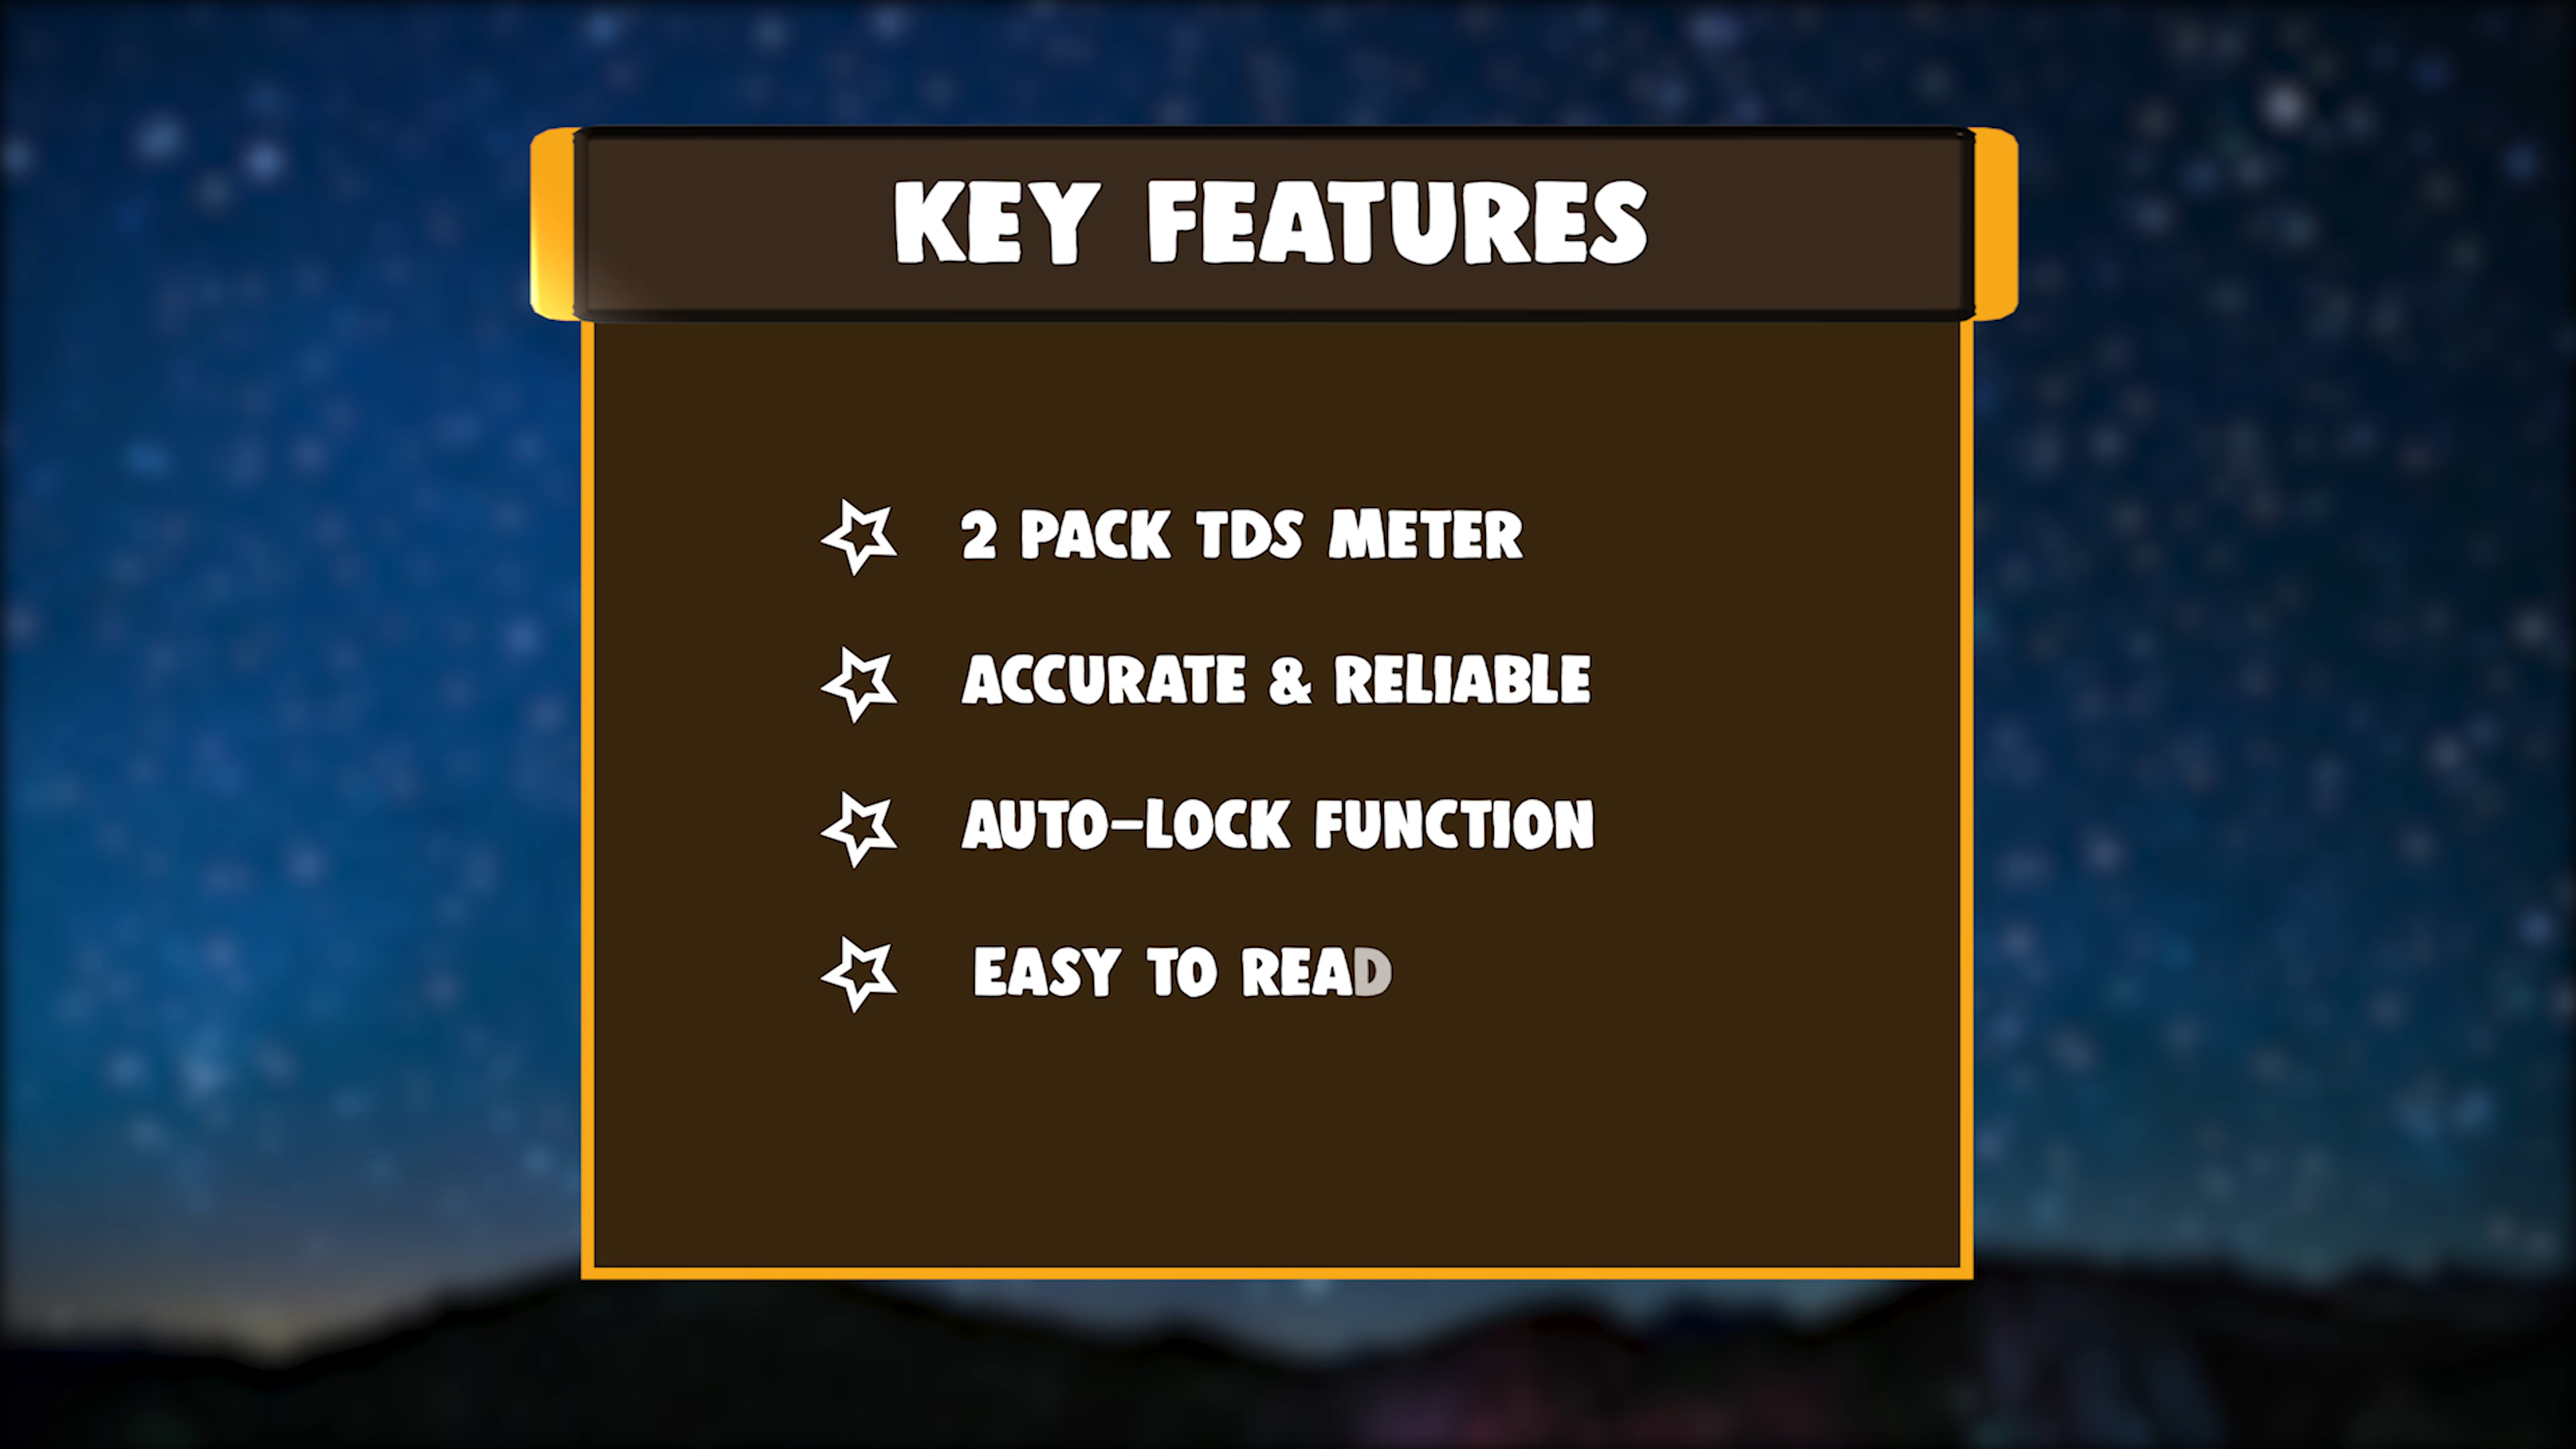 KEY FEATURES
2 PACK TDS METER
ACCURATE & RELIABLE
AUTO-LOCK FUNCTION
EASY TO READ